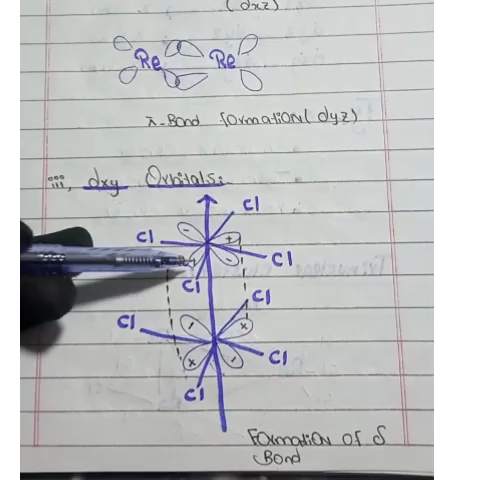 (dxz)
Re Re
π-Bond formation(dyz)
iii, dxy Orbitals:
Cl
- +
Cl
-
Cl
Cl
Cl
Cl
- +
+ -
Cl
Cl
Formation of δ
Bond